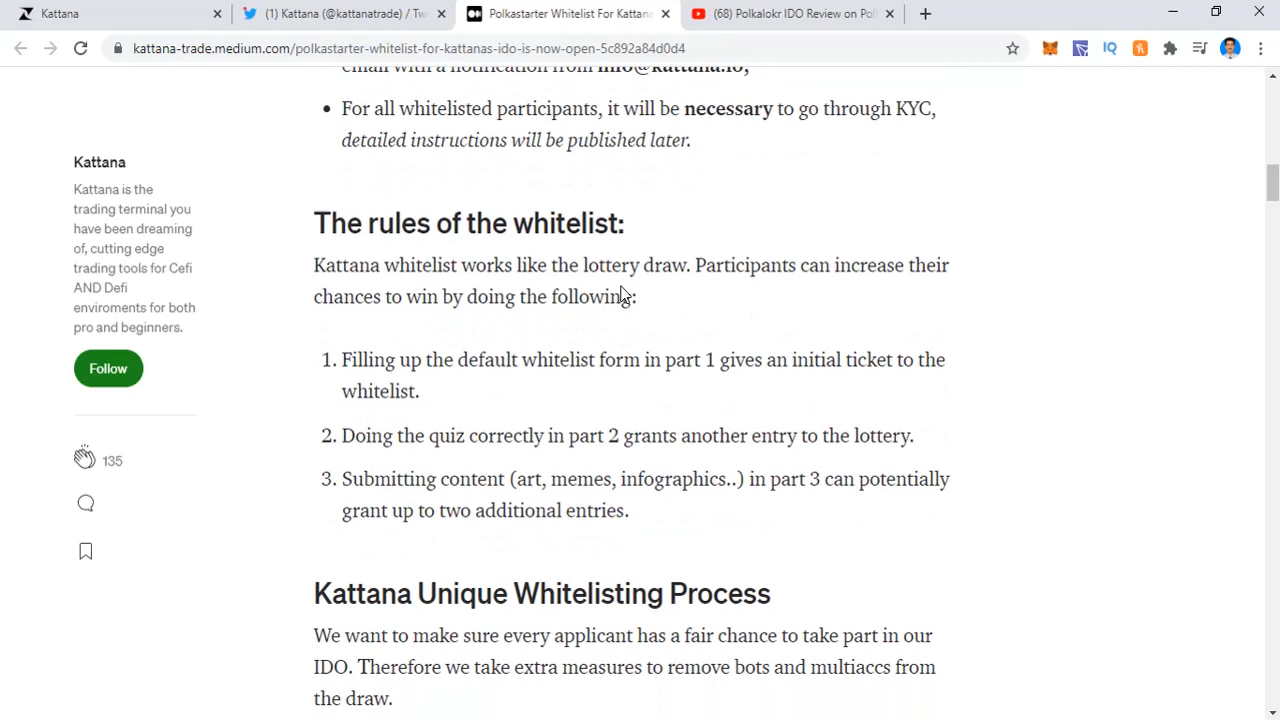 Kattana
(1) Kattana (@kattanatrade) / Tw
Polkastarter Whitelist For Kattana
(68) Polkalokr IDO Review on Pol
kattana-trade.medium.com/polkastarter-whitelist-for-kattanas-ido-is-now-open-5c892a84d0d4
email with a notification from info@kattana.io;
• For all whitelisted participants, it will be necessary to go through KYC,
detailed instructions will be published later.
Kattana
Kattana is the
trading terminal you
have been dreaming
of, cutting edge
trading tools for Cefi
AND Defi
enviroments for both
pro and beginners.
Follow
135
The rules of the whitelist:
Kattana whitelist works like the lottery draw. Participants can increase their
chances to win by doing the following:
1. Filling up the default whitelist form in part 1 gives an initial ticket to the
whitelist.
2. Doing the quiz correctly in part 2 grants another entry to the lottery.
3. Submitting content (art, memes, infographics..) in part 3 can potentially
grant up to two additional entries.
Kattana Unique Whitelisting Process
We want to make sure every applicant has a fair chance to take part in our
IDO. Therefore we take extra measures to remove bots and multiaccs from
the draw.